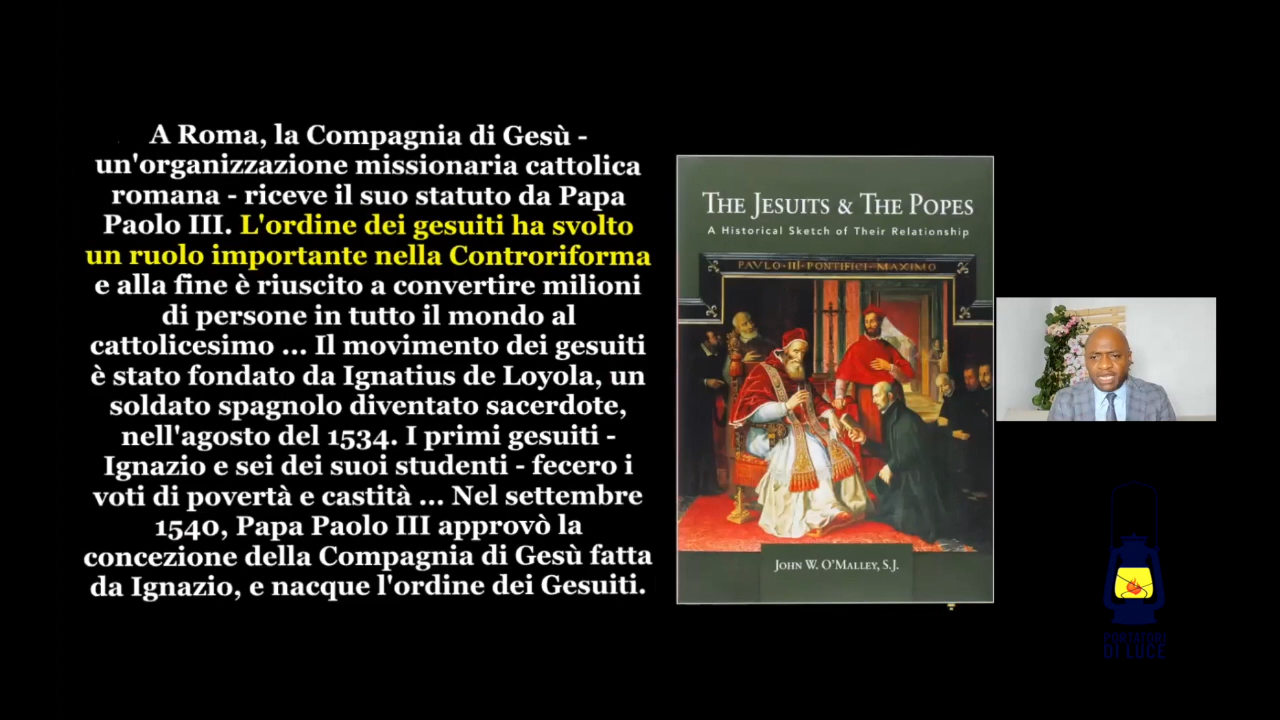 A Roma, la Compagnia di Gesù -
un'organizzazione missionaria cattolica
romana - riceve il suo statuto da Papa
Paolo III. L'ordine dei gesuiti ha svolto
un ruolo importante nella Controriforma
e alla fine è riuscito a convertire milioni
di persone in tutto il mondo al
cattolicesimo ... Il movimento dei gesuiti
è stato fondato da Ignatius de Loyola, un
soldato spagnolo diventato sacerdote,
nell'agosto del 1534. I primi gesuiti -
Ignazio e sei dei suoi studenti - fecero i
voti di povertà e castità ... Nel settembre
1540, Papa Paolo III approvò la
concezione della Compagnia di Gesù fatta
da Ignazio, e nacque l'ordine dei Gesuiti.
THE JESUITS & THE POPES
A Historical Sketch of Their Relationship
PAVLO·III·PONTIFICI·MAXIMO
JOHN W. O'MALLEY, S.J.
PORTATORI
DI LUCE